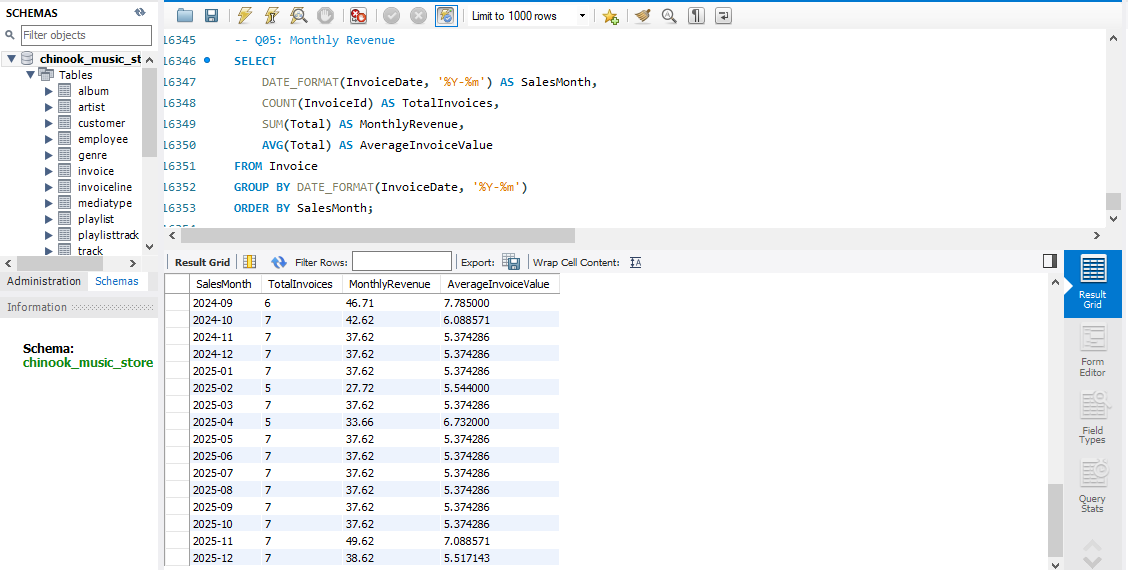 SCHEMAS
Filter objects
chinook_music_st
Tables
album
artist
customer
employee
genre
invoice
invoiceline
mediatype
playlist
playlisttrack
track
Administration Schemas
Information
Schema:
chinook_music_store
Limit to 1000 rows
16345 -- Q05: Monthly Revenue
16346 SELECT
16347 DATE_FORMAT(InvoiceDate, '%Y-%m') AS SalesMonth,
16348 COUNT(InvoiceId) AS TotalInvoices,
16349 SUM(Total) AS MonthlyRevenue,
16350 AVG(Total) AS AverageInvoiceValue
16351 FROM Invoice
16352 GROUP BY DATE_FORMAT(InvoiceDate, '%Y-%m')
16353 ORDER BY SalesMonth;
Result Grid Filter Rows: Export: Wrap Cell Content:
SalesMonth TotalInvoices MonthlyRevenue AverageInvoiceValue
2024-09 6 46.71 7.785000
2024-10 7 42.62 6.088571
2024-11 7 37.62 5.374286
2024-12 7 37.62 5.374286
2025-01 7 37.62 5.374286
2025-02 5 27.72 5.544000
2025-03 7 37.62 5.374286
2025-04 5 33.66 6.732000
2025-05 7 37.62 5.374286
2025-06 7 37.62 5.374286
2025-07 7 37.62 5.374286
2025-08 7 37.62 5.374286
2025-09 7 37.62 5.374286
2025-10 7 37.62 5.374286
2025-11 7 49.62 7.088571
2025-12 7 38.62 5.517143
Result
Grid
Form
Editor
Field
Types
Query
Stats